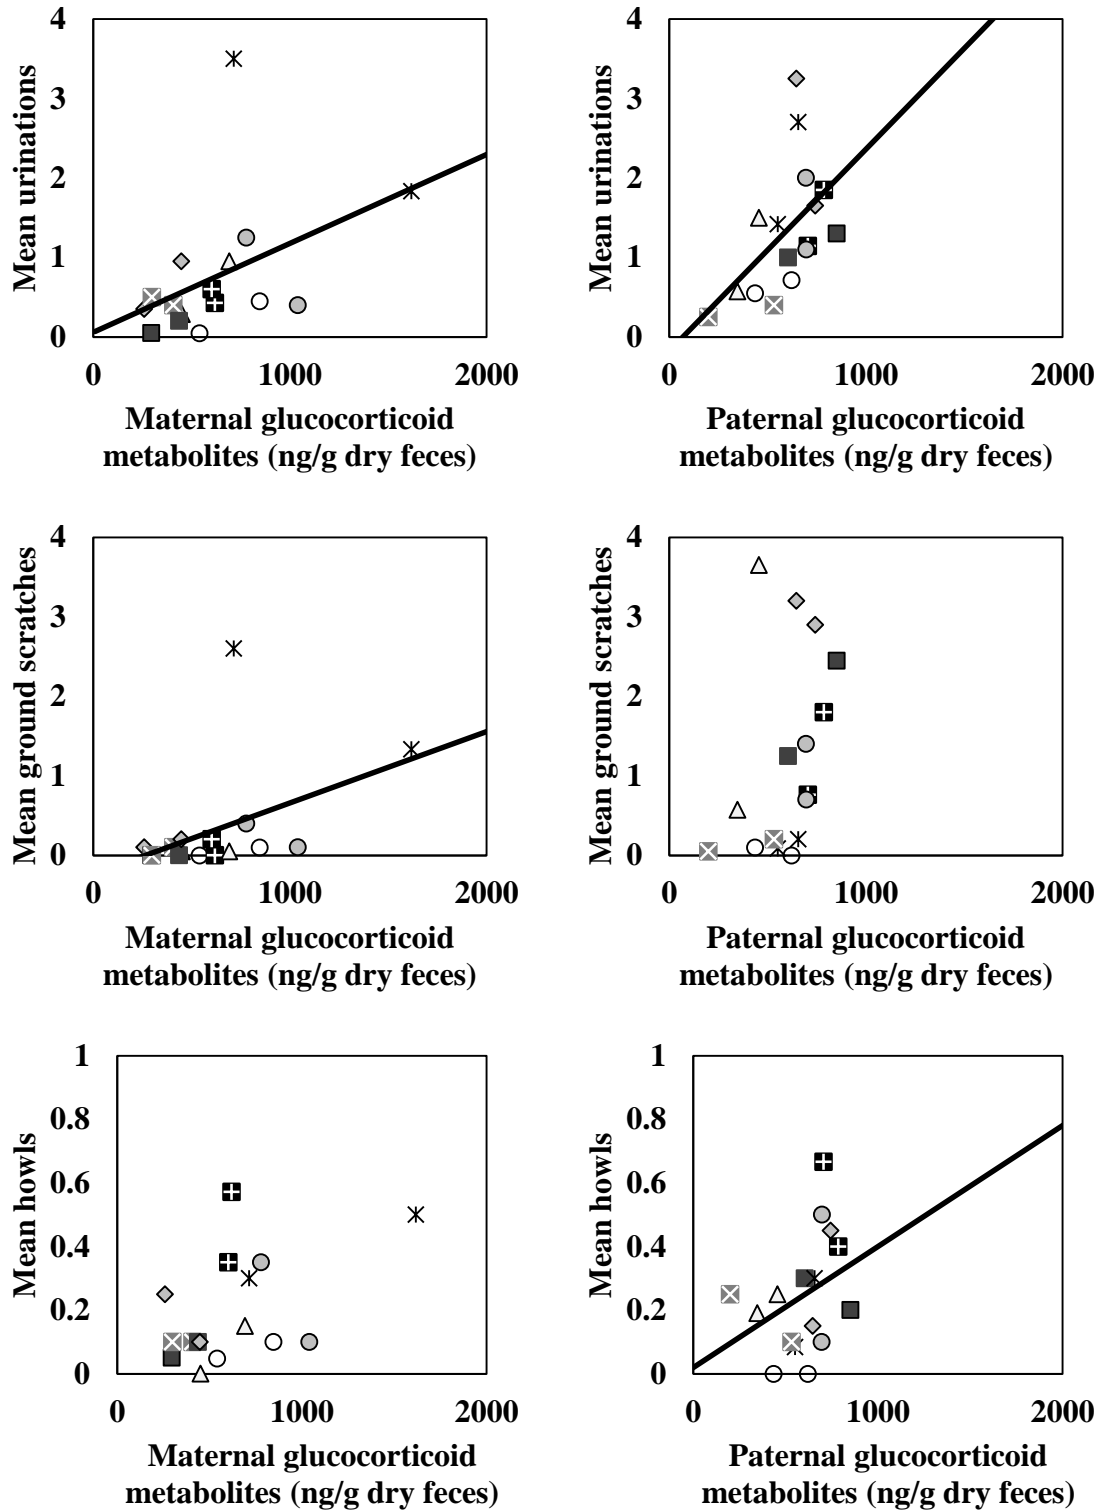 Mean urinations
4
3
2
1
0
0 1000 2000
Maternal glucocorticoid
metabolites (ng/g dry feces)
Mean urinations
4
3
2
1
0
0 1000 2000
Paternal glucocorticoid
metabolites (ng/g dry feces)
Mean ground scratches
4
3
2
1
0
0 1000 2000
Maternal glucocorticoid
metabolites (ng/g dry feces)
Mean ground scratches
4
3
2
1
0
0 1000 2000
Paternal glucocorticoid
metabolites (ng/g dry feces)
Mean howls
1
0.8
0.6
0.4
0.2
0
0 1000 2000
Maternal glucocorticoid
metabolites (ng/g dry feces)
Mean howls
1
0.8
0.6
0.4
0.2
0
0 1000 2000
Paternal glucocorticoid
metabolites (ng/g dry feces)